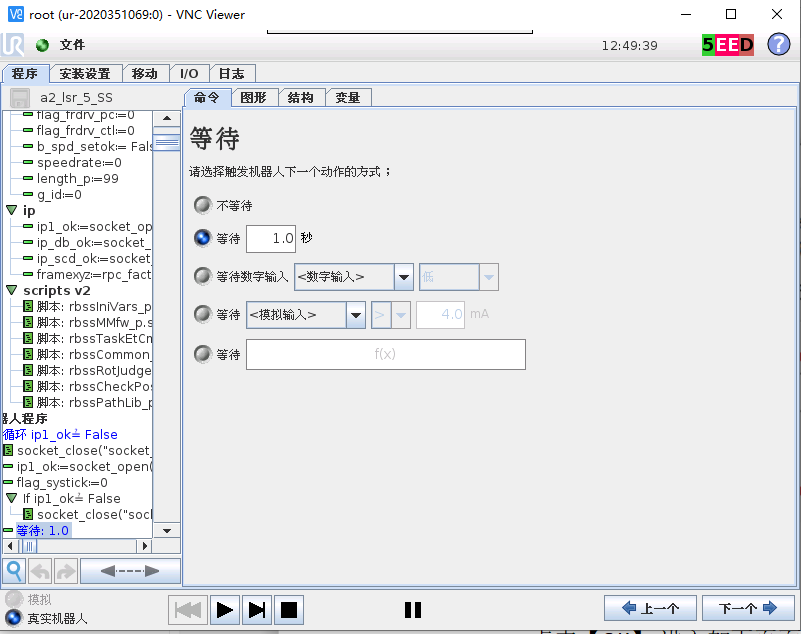 root (ur-2020351069:0) - VNC Viewer
文件
12:49:39
5EED
?
程序 安装设置 移动 I/O 日志
a2_lsr_5_SS
命令 图形 结构 变量
flag_frdrv_pc:=0
flag_frdrv_ctl:=0
b_spd_setok:= Fal
speedrate:=0
length_p:=99
g_id:=0
ip
ip1_ok:=socket_op
ip_db_ok:=socket_
ip_scd_ok:=socket_
framexyz:=rpc_fact
scripts v2
脚本: rbssIniVars_p
脚本: rbssMMfw_p.s
脚本: rbssTaskEtCm
脚本: rbssCommon_
脚本: rbssRotJudge
脚本: rbssCheckPos
脚本: rbssPathLib_p
器人程序
循环 ip1_ok≟ False
socket_close("socket_
ip1_ok:=socket_open(
flag_systick:=0
If ip1_ok≟ False
socket_close("socl
等待: 1.0
等待
请选择触发机器人下一个动作的方式；
不等待
等待 1.0 秒
等待数字输入 <数字输入> 低
等待 <模拟输入> > 4.0 mA
等待 f(x)
模拟
真实机器人
上一个
下一个